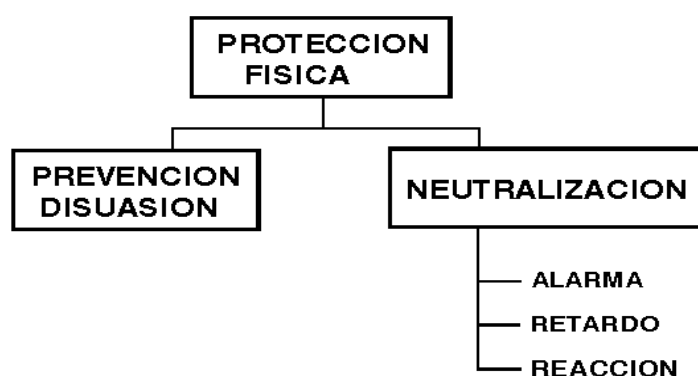 PROTECCION
FISICA
PREVENCION
DISUASION
NEUTRALIZACION
ALARMA
RETARDO
REACCION